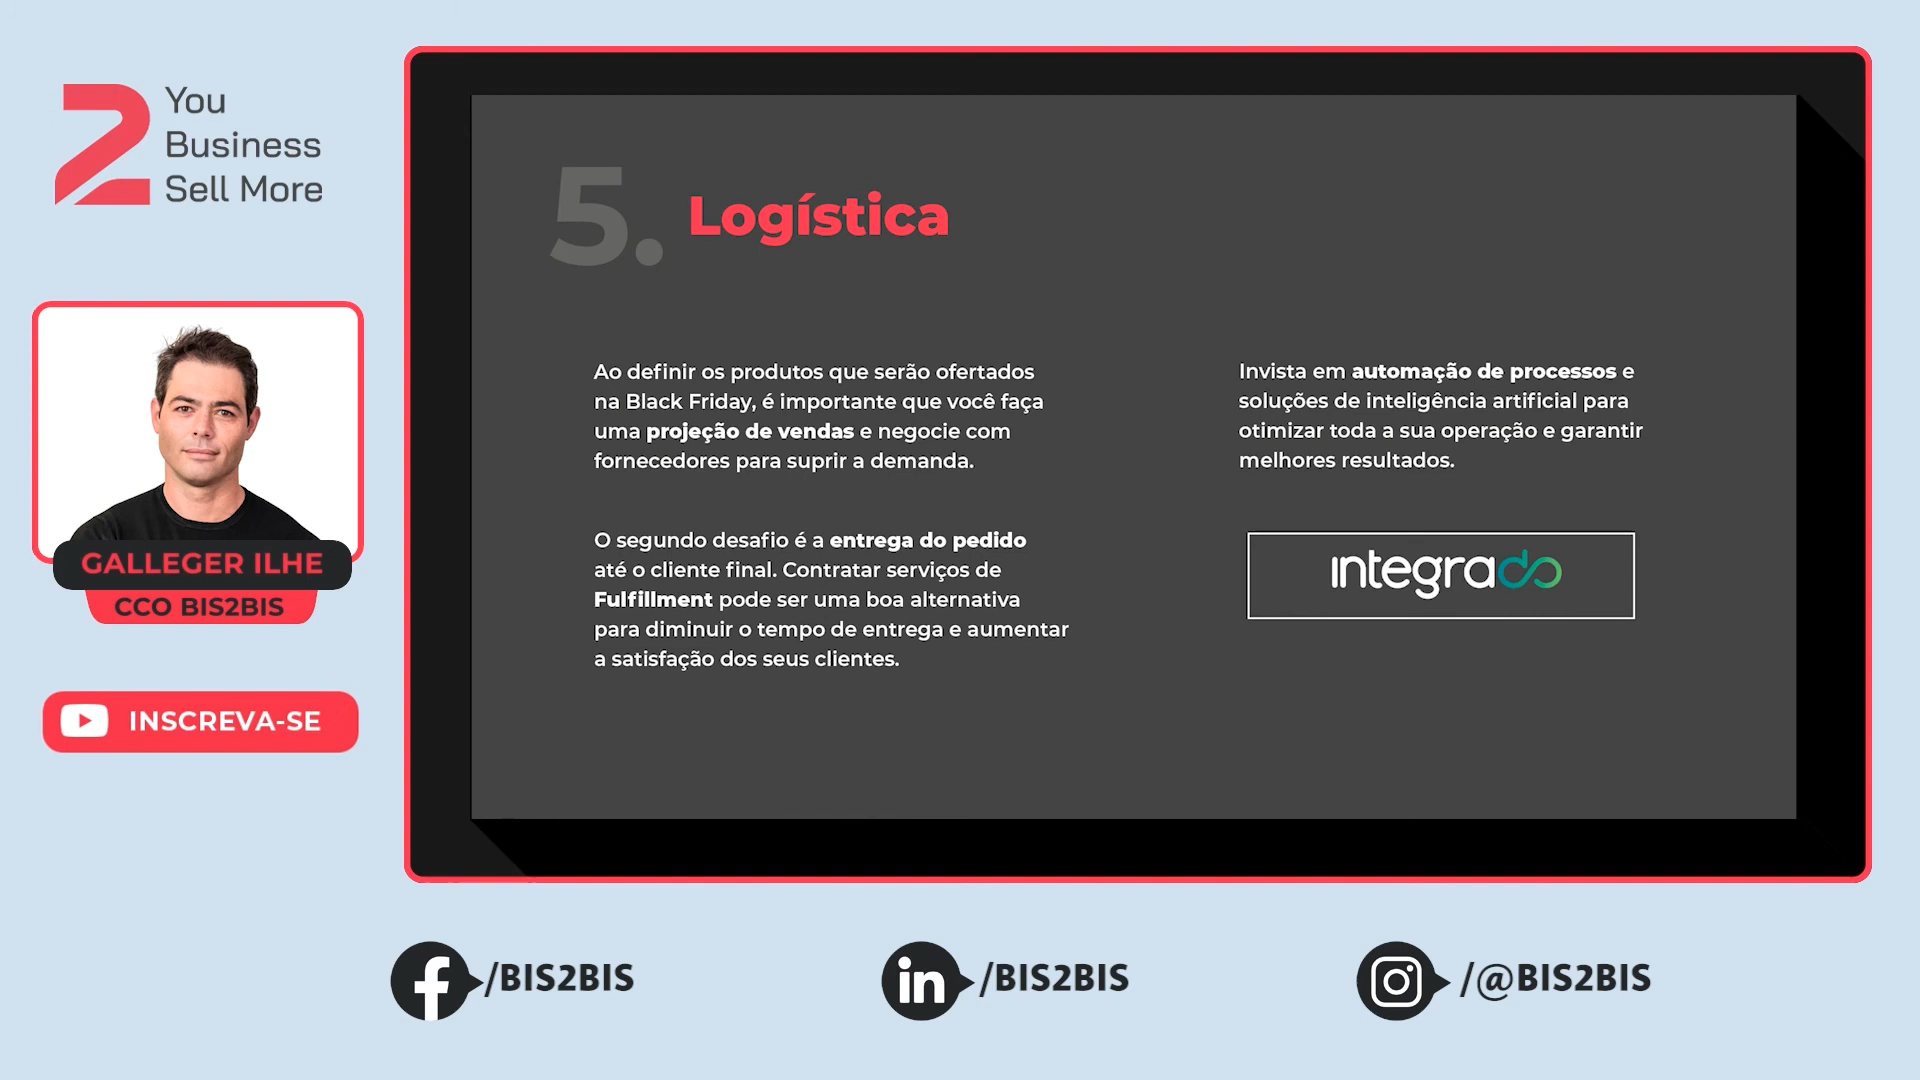 2 You
Business
Sell More
GALLEGER ILHE
CCO BIS2BIS
INSCREVA-SE
5. Logística
Ao definir os produtos que serão ofertados
na Black Friday, é importante que você faça
uma projeção de vendas e negocie com
fornecedores para suprir a demanda.
O segundo desafio é a entrega do pedido
até o cliente final. Contratar serviços de
Fulfillment pode ser uma boa alternativa
para diminuir o tempo de entrega e aumentar
a satisfação dos seus clientes.
Invista em automação de processos e
soluções de inteligência artificial para
otimizar toda a sua operação e garantir
melhores resultados.
integrado
/BIS2BIS
in /BIS2BIS
/@BIS2BIS